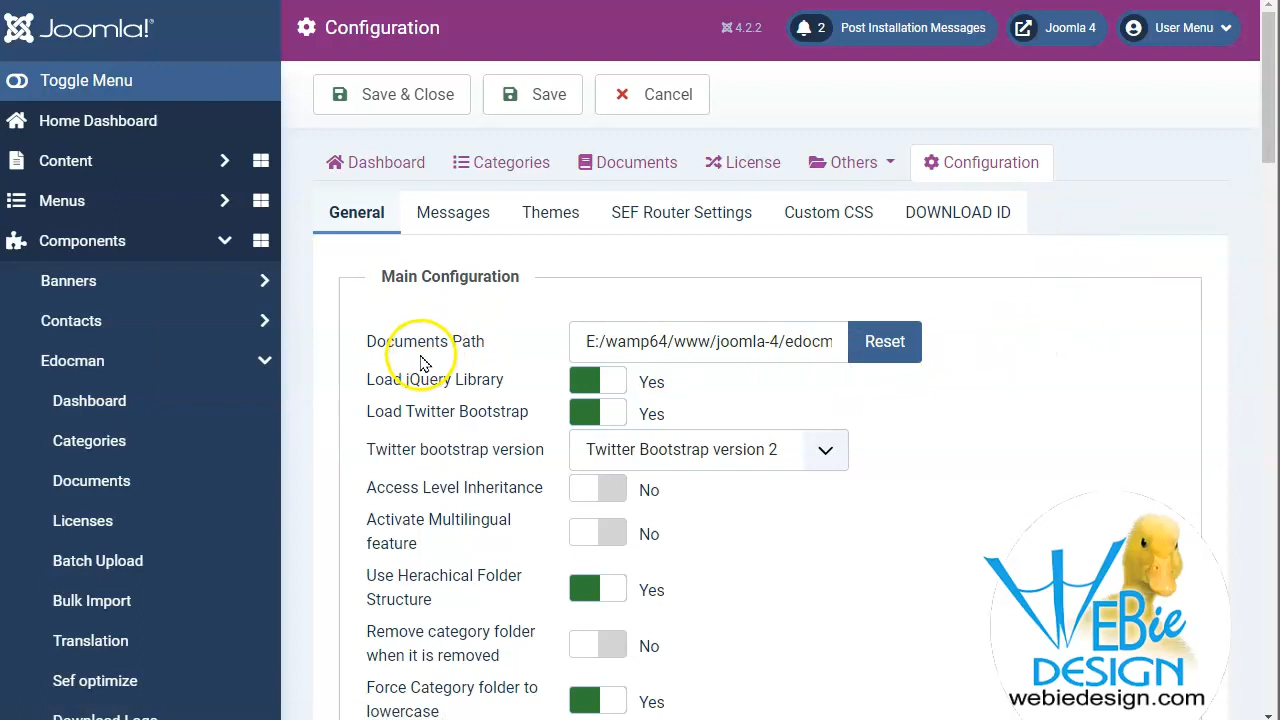 Joomla!
Configuration
4.2.2
2
Post Installation Messages
Joomla 4
User Menu
Toggle Menu
Save & Close
Save
Cancel
Home Dashboard
Content
Menus
Components
Banners
Contacts
Edocman
Dashboard
Categories
Documents
Licenses
Batch Upload
Bulk Import
Translation
Sef optimize
Download Logs
Dashboard
Categories
Documents
License
Others
Configuration
General
Messages
Themes
SEF Router Settings
Custom CSS
DOWNLOAD ID
Main Configuration
Documents Path
E:/wamp64/www/joomla-4/edocm
Reset
Load jQuery Library
Yes
Load Twitter Bootstrap
Yes
Twitter bootstrap version
Twitter Bootstrap version 2
Access Level Inheritance
No
Activate Multilingual
feature
No
Use Herachical Folder
Structure
Yes
Remove category folder
when it is removed
No
Force Category folder to
lowercase
Yes
WEBie
DESIGN
webiedesign.com